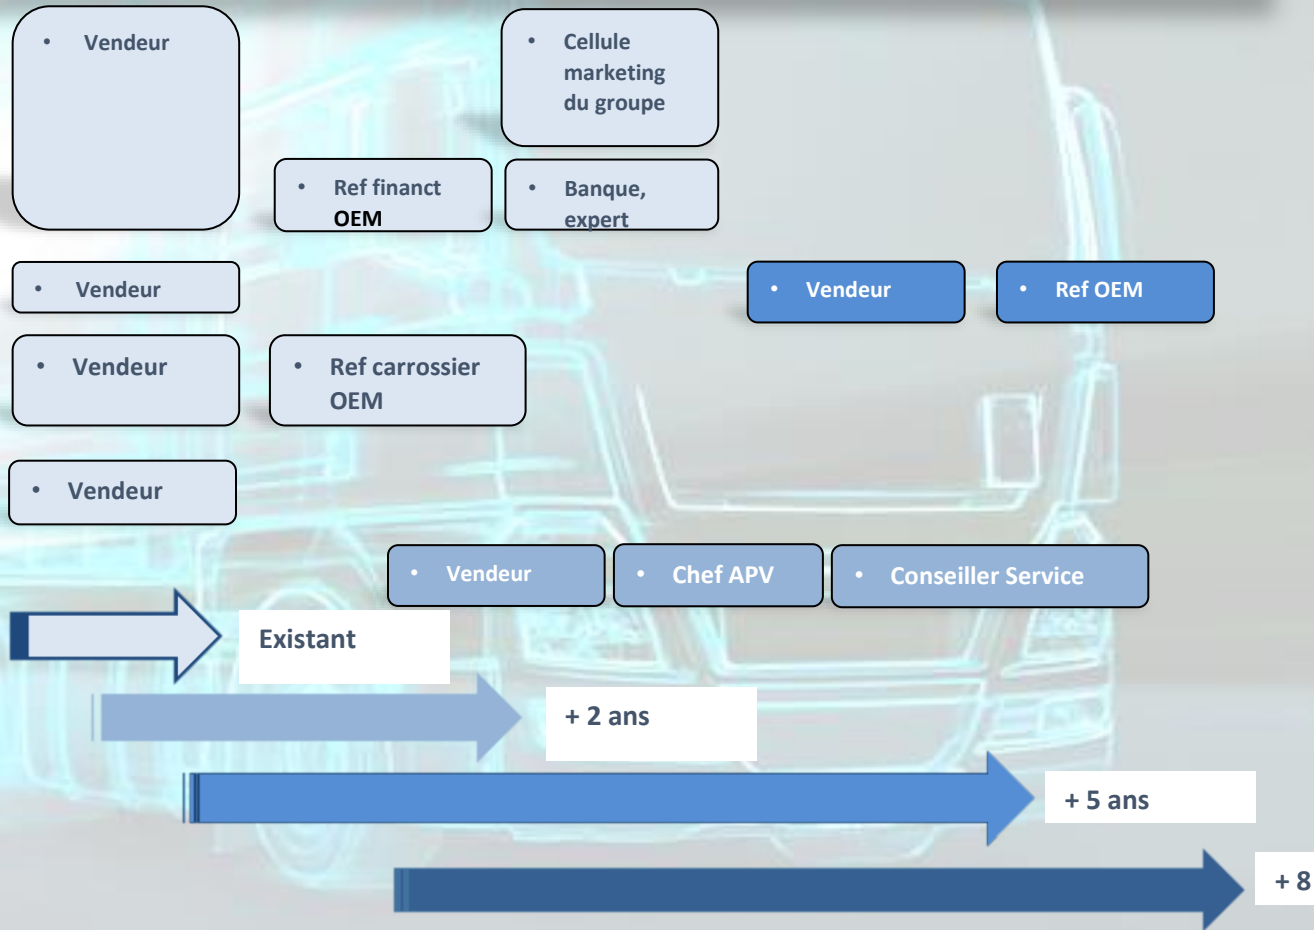 • Vendeur
• Cellule
marketing
du groupe
• Ref financt
OEM
• Banque,
expert
• Vendeur
• Vendeur
• Ref OEM
• Vendeur
• Ref carrossier
OEM
• Vendeur
• Vendeur
• Chef APV
• Conseiller Service
Existant
+ 2 ans
+ 5 ans
+ 8